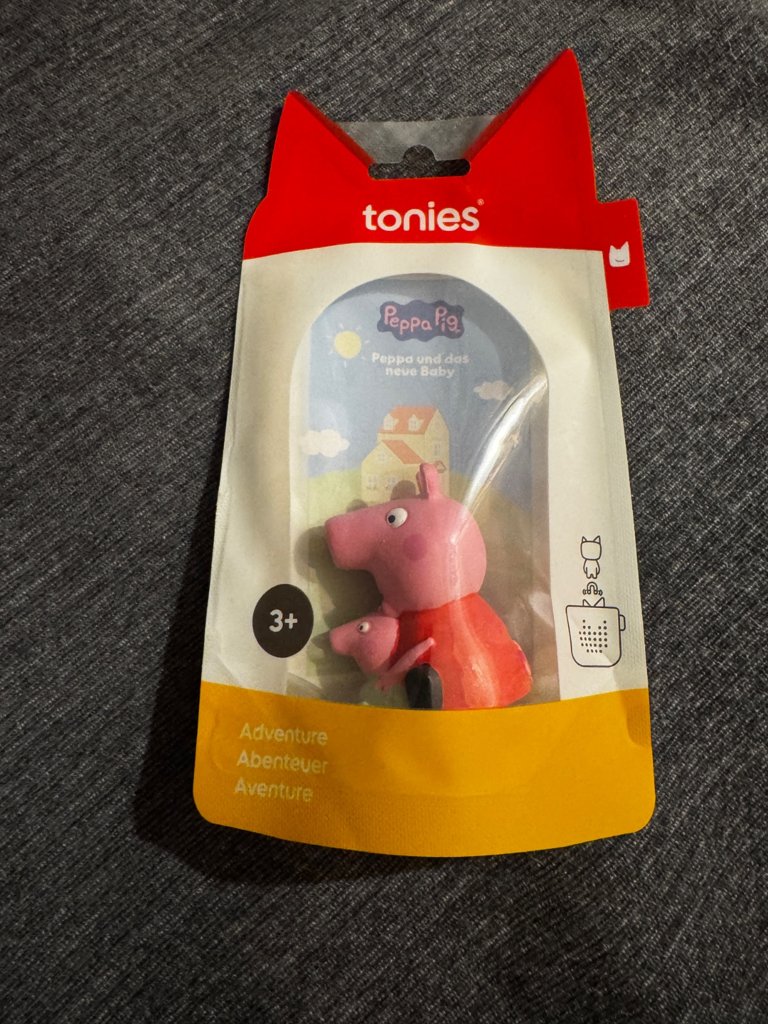 tonies®
Peppa Pig
Peppa und das
neue Baby
3+
Adventure
Abenteuer
Aventure